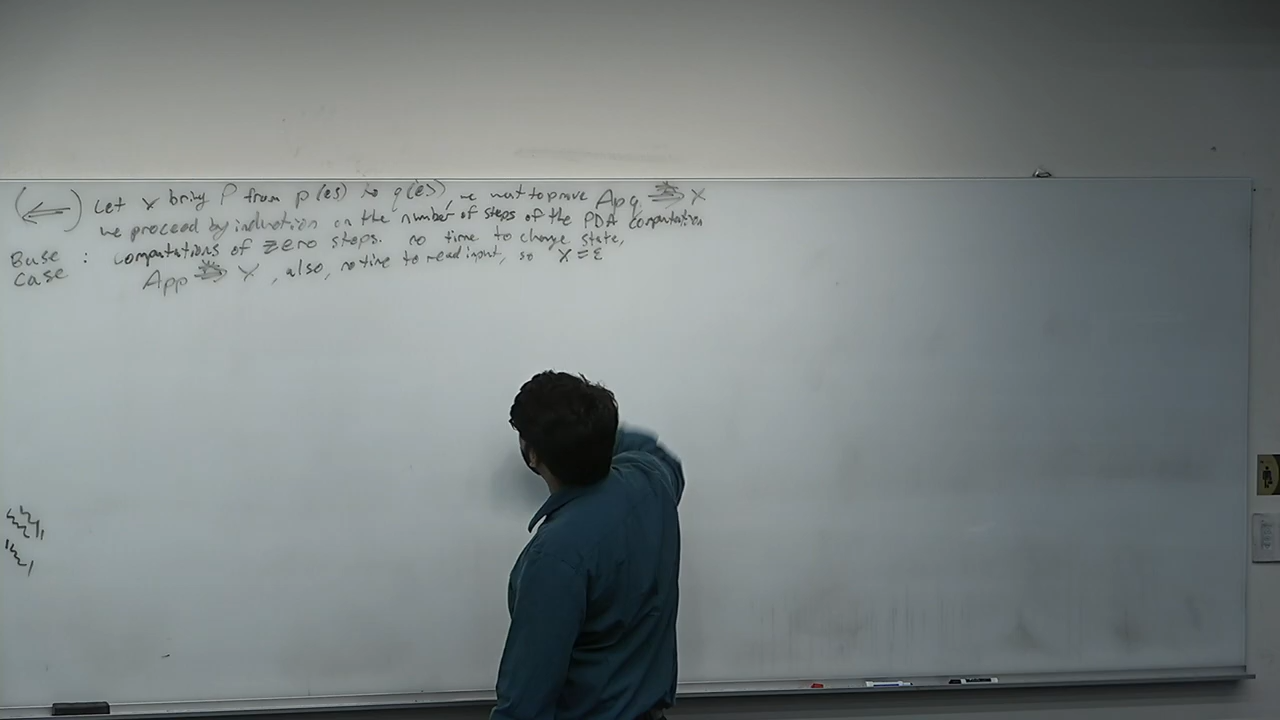 (⇐) Let x bring P from p (es) to q (es), we want to prove Apq ⇒* x
we proceed by induction on the number of steps of the PDA computation
Base Case : computations of zero steps. no time to change state,
App ⇒* x , also, no time to read input, so x = ε